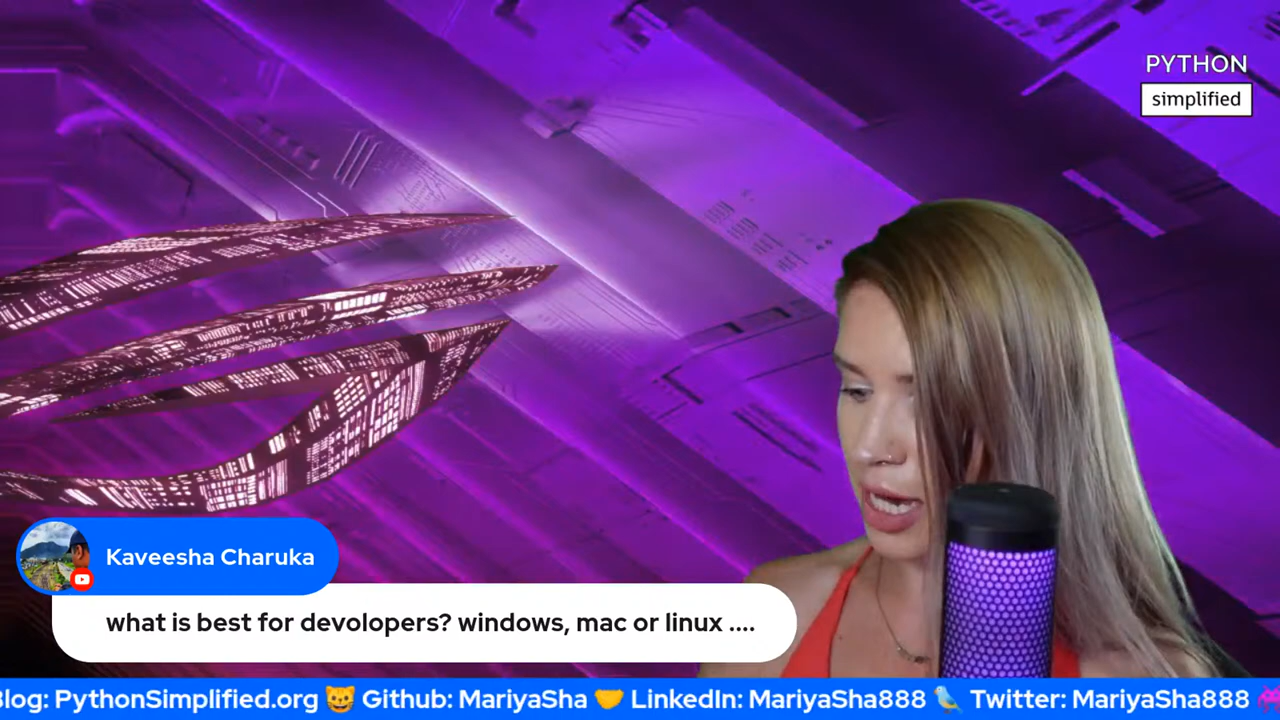 PYTHON
simplified
Kaveesha Charuka
what is best for devolopers? windows, mac or linux ....
Blog: PythonSimplified.org 😺 Github: MariyaSha 🤝 LinkedIn: MariyaSha888 🐦 Twitter: MariyaSha888 👾